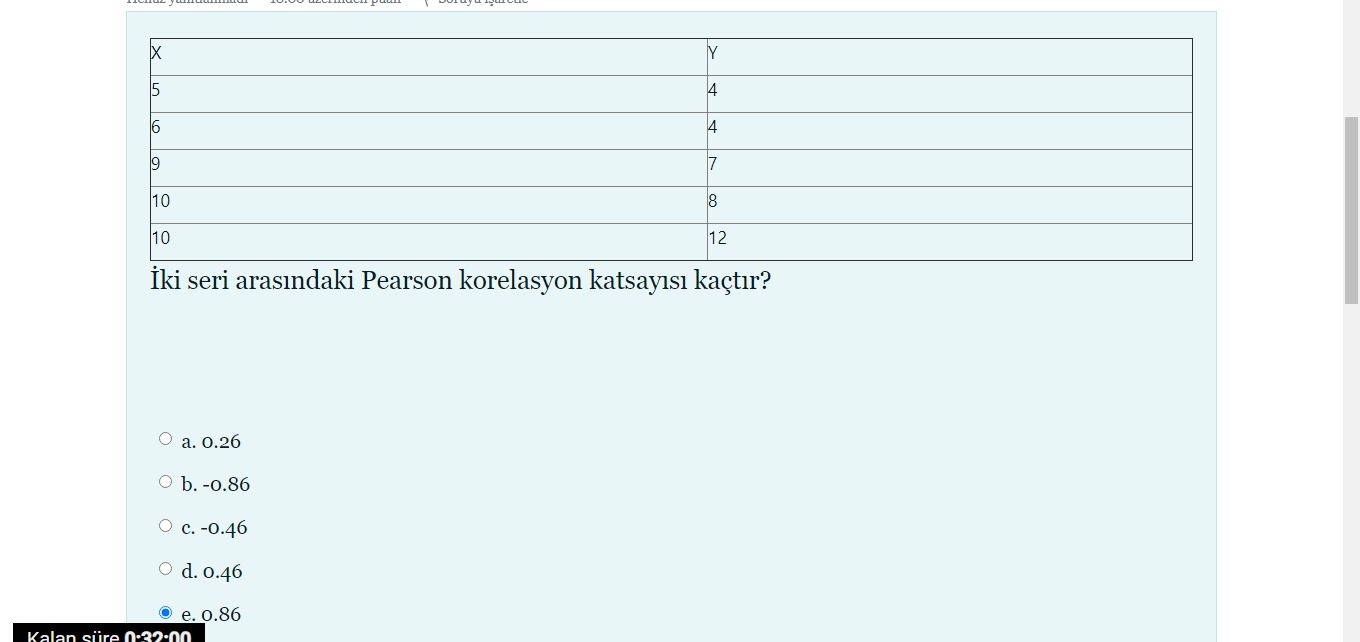 X Y
5 4
6 4
9 7
10 8
10 12
İki seri arasındaki Pearson korelasyon katsayısı kaçtır?
a. 0.26
b. -0.86
c. -0.46
d. 0.46
e. 0.86
Kalan süre 0:32:00